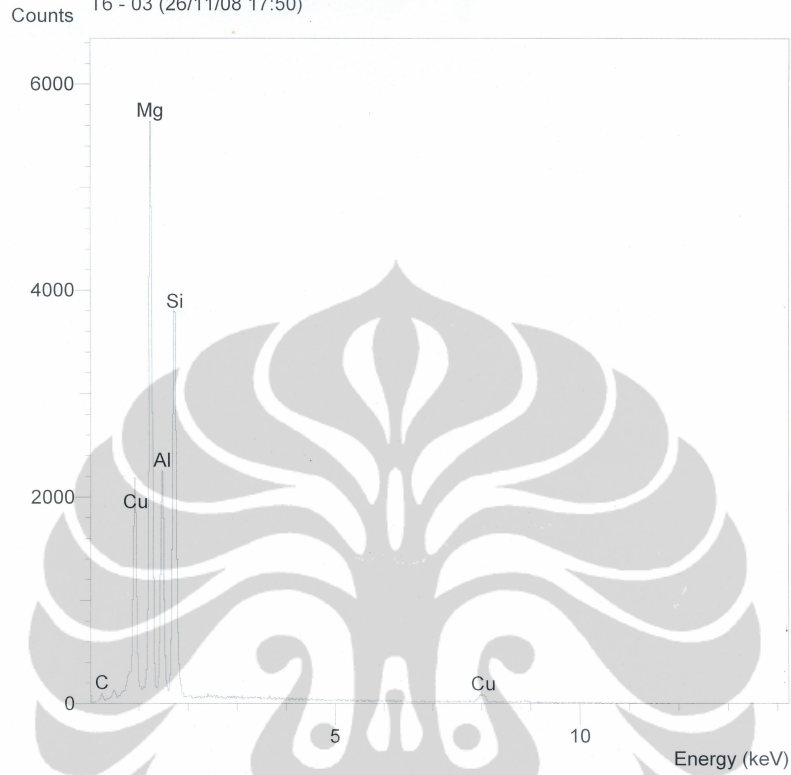 Counts
16 - 03 (26/11/08 17:50)
6000
Mg
4000
Si
Al
2000
Cu
C
Cu
0
5
10
Energy (keV)